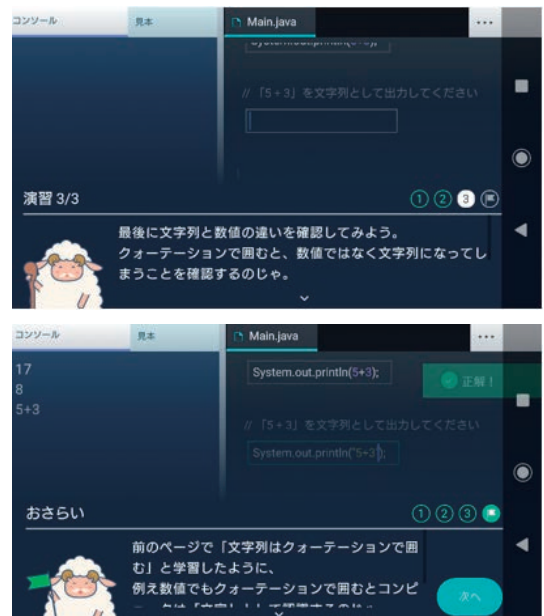 コンソール
見本
Main.java
// 「5+3」を文字列として出力してください
演習 3/3
1 2 3
最後に文字列と数値の違いを確認してみよう。
クォーテーションで囲むと、数値ではなく文字列になってし
まうことを確認するのじゃ。
コンソール
見本
Main.java
17
8
5+3
System.out.println(5+3);
正解！
// 「5+3」を文字列として出力してください
System.out.println("5+3");
おさらい
1 2 3
前のページで「文字列はクォーテーションで囲
む」と学習したように、
例え数値でもクォーテーションで囲むとコンピ
次へ